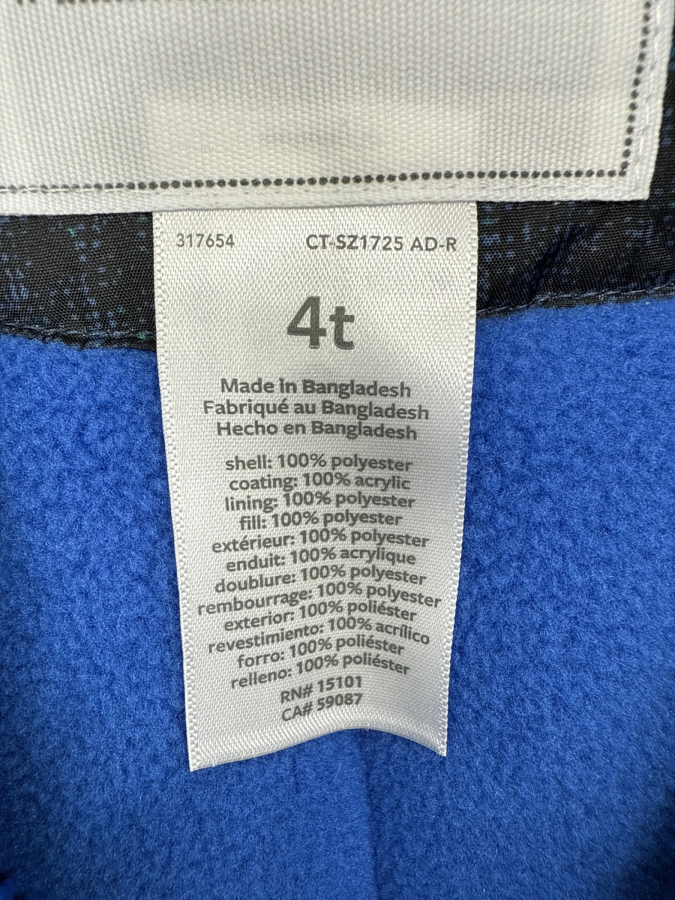 317654 CT-SZ1725 AD-R
4t
Made in Bangladesh
Fabriqué au Bangladesh
Hecho en Bangladesh
shell: 100% polyester
coating: 100% acrylic
lining: 100% polyester
fill: 100% polyester
extérieur: 100% polyester
enduit: 100% acrylique
doublure: 100% polyester
rembourrage: 100% polyester
exterior: 100% poliéster
revestimiento: 100% acrílico
forro: 100% poliéster
relleno: 100% poliéster
RN# 15101
CA# 59087